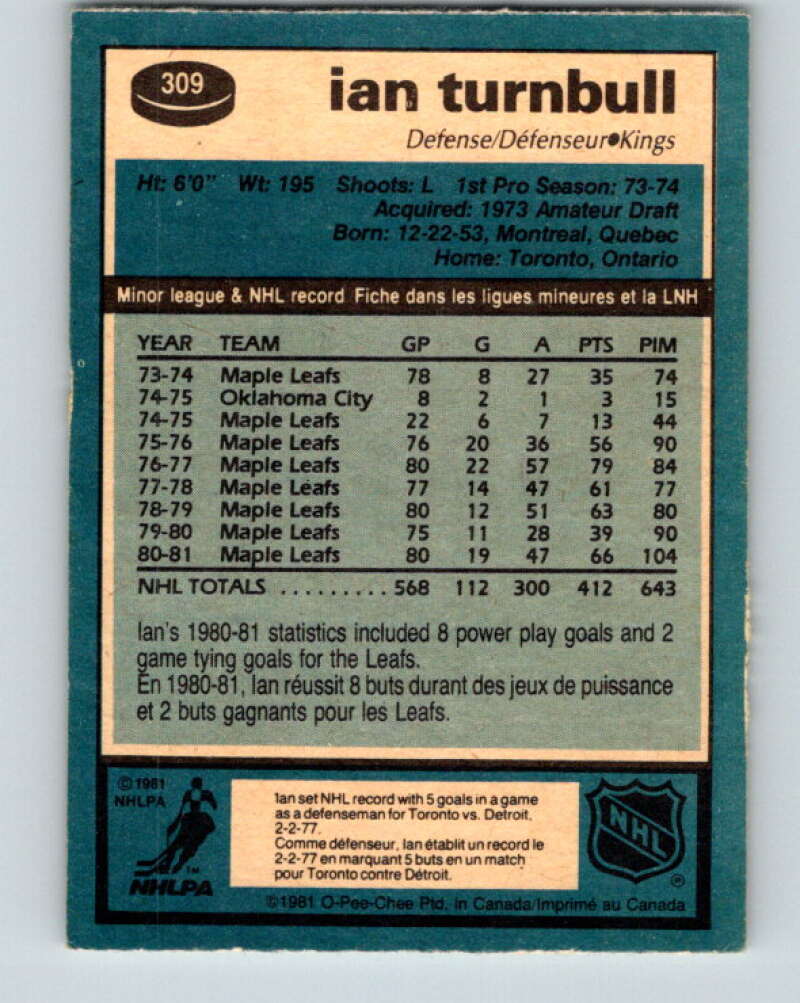 309
ian turnbull
Defense/Défenseur●Kings
Ht: 6'0" Wt: 195 Shoots: L 1st Pro Season: 73-74
Acquired: 1973 Amateur Draft
Born: 12-22-53, Montreal, Quebec
Home: Toronto, Ontario
Minor league & NHL record Fiche dans les ligues mineures et la LNH
YEAR TEAM GP G A PTS PIM
73-74 Maple Leafs 78 8 27 35 74
74-75 Oklahoma City 8 2 1 3 15
74-75 Maple Leafs 22 6 7 13 44
75-76 Maple Leafs 76 20 36 56 90
76-77 Maple Leafs 80 22 57 79 84
77-78 Maple Leafs 77 14 47 61 77
78-79 Maple Leafs 80 12 51 63 80
79-80 Maple Leafs 75 11 28 39 90
80-81 Maple Leafs 80 19 47 66 104
NHL TOTALS ......... 568 112 300 412 643
Ian's 1980-81 statistics included 8 power play goals and 2
game tying goals for the Leafs.
En 1980-81, Ian réussit 8 buts durant des jeux de puissance
et 2 buts gagnants pour les Leafs.
© 1981
NHLPA
TM
NHLPA
Ian set NHL record with 5 goals in a game
as a defenseman for Toronto vs. Detroit,
2-2-77.
Comme défenseur, Ian établit un record le
2-2-77 en marquant 5 buts en un match
pour Toronto contre Détroit.
NHL
®
© 1981 O-Pee-Chee Ptd. in Canada/Imprimé au Canada